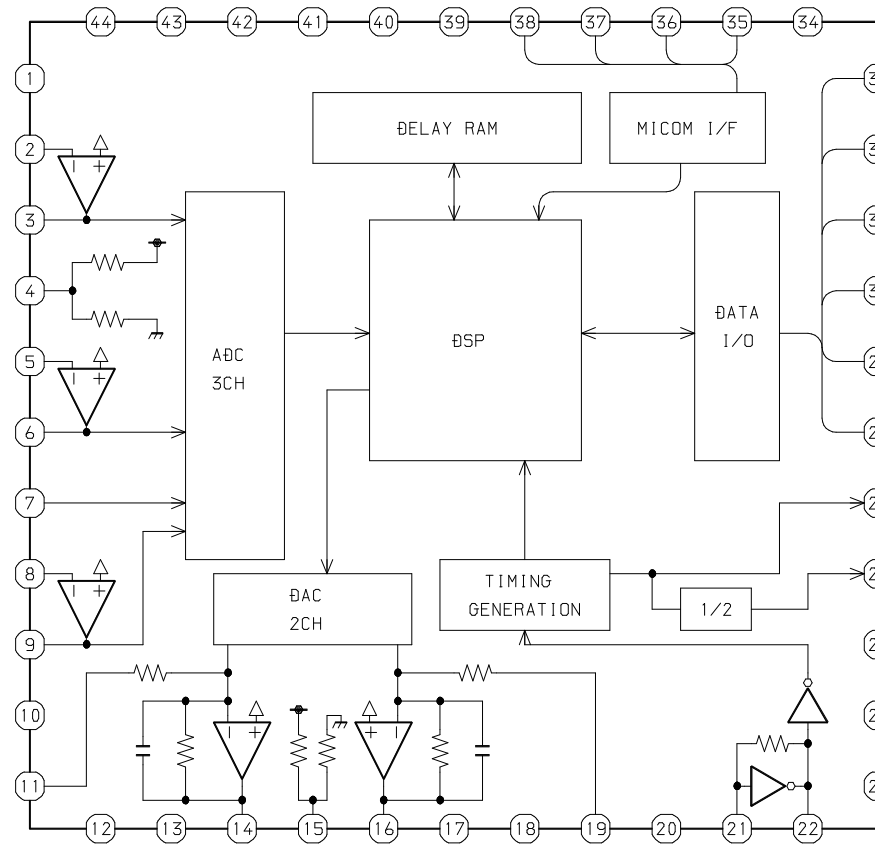 44 43 42 41 40 39 38 37 36 35 34
1
DELAY RAM MICOM I/F
2
− +
3
4
DATA
I/O
DSP
ADC
3CH
5
− +
6
7
8
− +
TIMING
GENERATION
DAC
2CH
1/2
9
10
− + + −
11
12 13 14 15 16 17 18 19 20 21 22